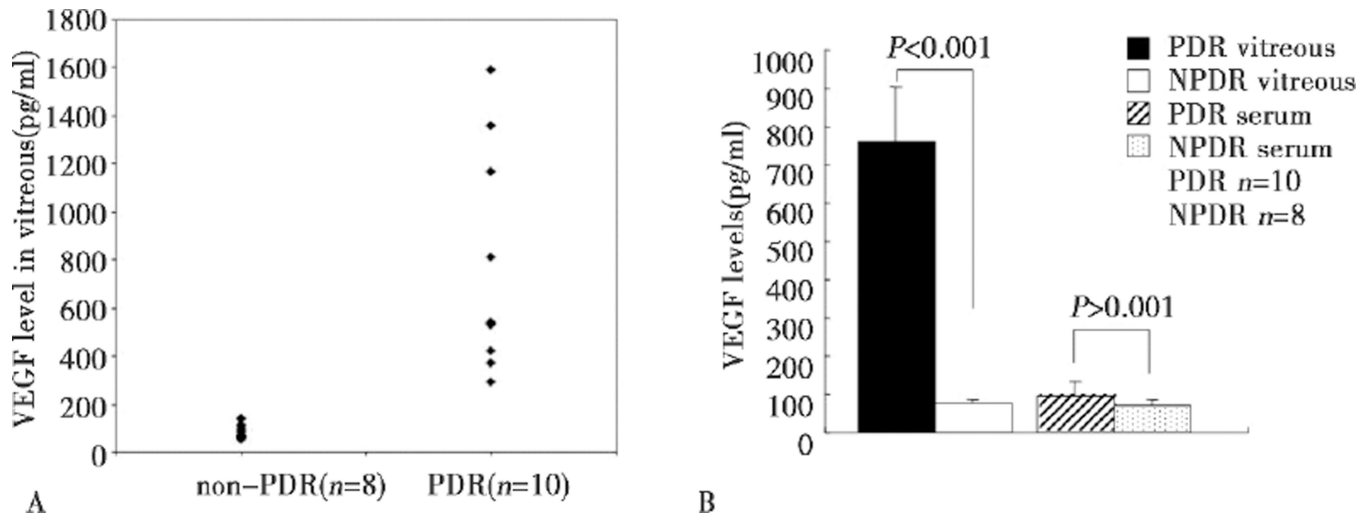 VEGF level in vitreous(pg/ml)
1800
1600
1400
1200
1000
800
600
400
200
0
non-PDR(n=8)
PDR(n=10)
A
VEGF levels(pg/ml)
1000
900
800
700
600
500
400
300
200
100
0
P<0.001
P>0.001
PDR vitreous
NPDR vitreous
PDR serum
NPDR serum
PDR n=10
NPDR n=8
B